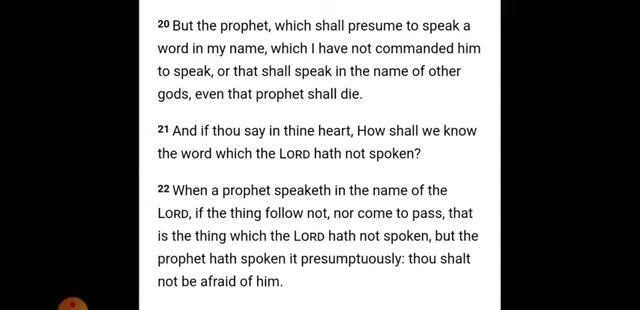 20 But the prophet, which shall presume to speak a
word in my name, which I have not commanded him
to speak, or that shall speak in the name of other
gods, even that prophet shall die.
21 And if thou say in thine heart, How shall we know
the word which the LORD hath not spoken?
22 When a prophet speaketh in the name of the
LORD, if the thing follow not, nor come to pass, that
is the thing which the LORD hath not spoken, but the
prophet hath spoken it presumptuously: thou shalt
not be afraid of him.